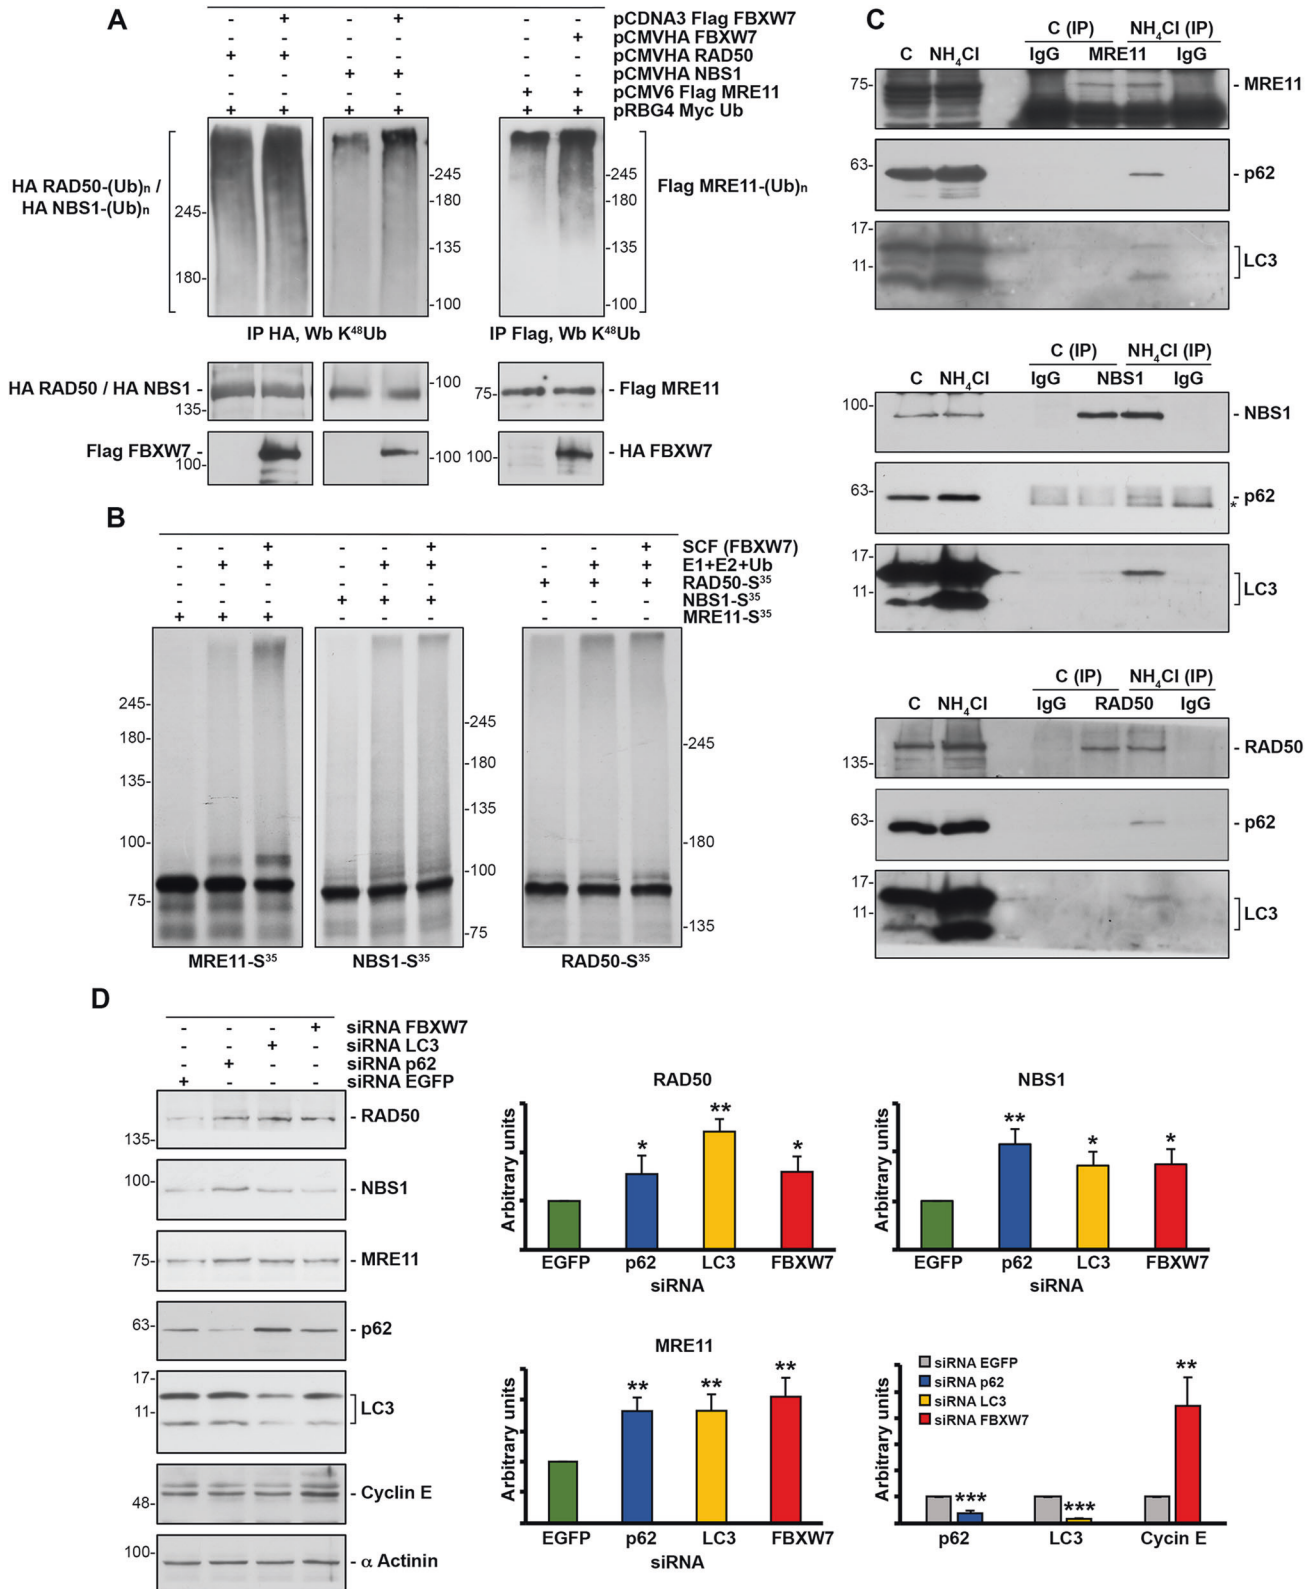 A
- + - + - - pCDNA3 Flag FBXW7
- - - - - + pCMVHA FBXW7
+ + - - - - pCMVHA RAD50
- - + + - - pCMVHA NBS1
- - - - + + pCMV6 Flag MRE11
+ + + + + + pRBG4 Myc Ub
HA RAD50-(Ub)n /
HA NBS1-(Ub)n
245-
180-
-245
-180
-135
-100
-245
-180
-135
-100
Flag MRE11-(Ub)n
IP HA, Wb K⁴⁸Ub
IP Flag, Wb K⁴⁸Ub
HA RAD50 / HA NBS1 -
135-
-100
75-
- Flag MRE11
Flag FBXW7 -
100-
-100
100-
- HA FBXW7
B
- - + - - + - - + SCF (FBXW7)
- + + - + + - + + E1+E2+Ub
- - - - - - + + + RAD50-S³⁵
- - - + + + - - - NBS1-S³⁵
+ + + - - - - - - MRE11-S³⁵
245-
180-
135-
100-
75-
-245
-180
-135
-100
-75
-245
-180
-135
MRE11-S³⁵
NBS1-S³⁵
RAD50-S³⁵
C
C (IP) NH₄Cl (IP)
C NH₄Cl IgG MRE11 IgG
75-
- MRE11
63-
- p62
17-
11-
LC3
C (IP) NH₄Cl (IP)
C NH₄Cl IgG NBS1 IgG
100-
- NBS1
63-
- p62
*
17-
11-
LC3
C (IP) NH₄Cl (IP)
C NH₄Cl IgG RAD50 IgG
135-
- RAD50
63-
- p62
17-
11-
LC3
D
- - - + siRNA FBXW7
- - + - siRNA LC3
- + - - siRNA p62
+ - - - siRNA EGFP
135-
- RAD50
100-
- NBS1
75-
- MRE11
63-
- p62
17-
11-
LC3
48-
- Cyclin E
100-
- α Actinin
RAD50
Arbitrary units
* ** *
EGFP p62 LC3 FBXW7
siRNA
NBS1
Arbitrary units
** * *
EGFP p62 LC3 FBXW7
siRNA
MRE11
Arbitrary units
** ** **
EGFP p62 LC3 FBXW7
siRNA
Arbitrary units
siRNA EGFP
siRNA p62
siRNA LC3
siRNA FBXW7
*** *** **
p62 LC3 Cycin E